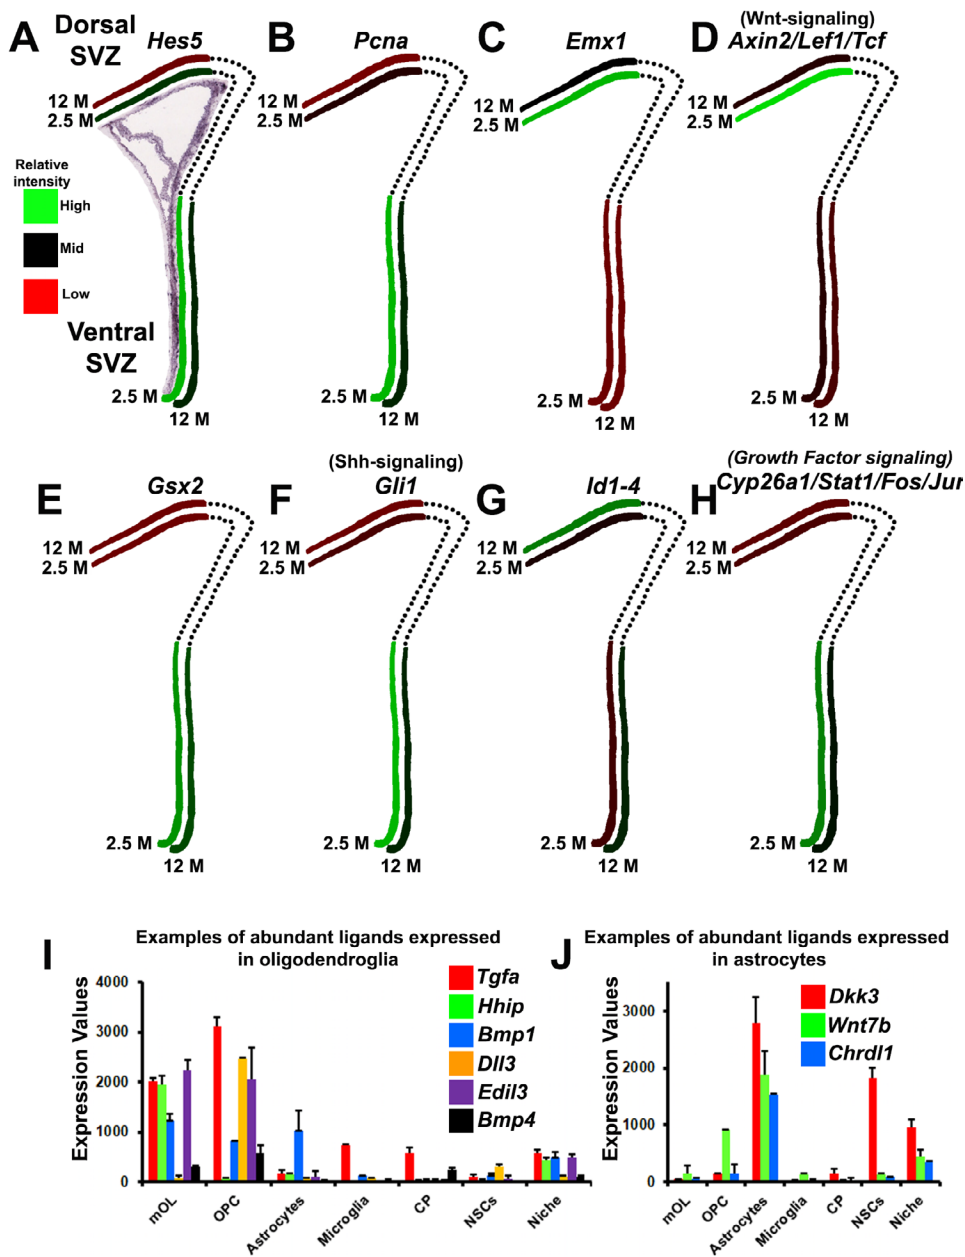 A
Dorsal
SVZ
Hes5
12 M
2.5 M
Relative
intensity
High
Mid
Low
Ventral
SVZ
2.5 M
12 M
B
Pcna
12 M
2.5 M
2.5 M
12 M
C
Emx1
12 M
2.5 M
2.5 M
12 M
D
(Wnt-signaling)
Axin2/Lef1/Tcf
12 M
2.5 M
2.5 M
12 M
E
Gsx2
12 M
2.5 M
2.5 M
12 M
F
(Shh-signaling)
Gli1
12 M
2.5 M
2.5 M
12 M
G
Id1-4
12 M
2.5 M
2.5 M
12 M
H
(Growth Factor signaling)
Cyp26a1/Stat1/Fos/Jun
12 M
2.5 M
2.5 M
12 M
I
Examples of abundant ligands expressed
in oligodendroglia
Expression Values
4000
3000
2000
1000
0
Tgfa
Hhip
Bmp1
Dll3
Edil3
Bmp4
mOL
OPC
Astrocytes
Microglia
CP
NSCs
Niche
J
Examples of abundant ligands expressed
in astrocytes
Expression Values
3000
2000
1000
0
Dkk3
Wnt7b
Chrdl1
mOL
OPC
Astrocytes
Microglia
CP
NSCs
Niche